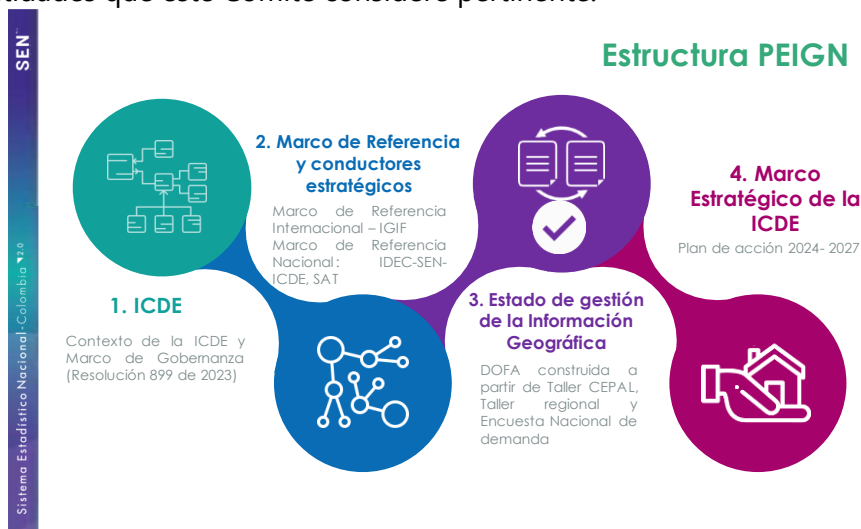 SEN
Estructura PEIGN
1. ICDE
Contexto de la ICDE y
Marco de Gobernanza
(Resolución 899 de 2023)
2. Marco de Referencia
y conductores
estratégicos
Marco de Referencia
Internacional – IGIF
Marco de Referencia
Nacional: IDEC-SEN-
ICDE, SAT
3. Estado de gestión
de la Información
Geográfica
DOFA construida a
partir de Taller CEPAL,
Taller regional y
Encuesta Nacional de
demanda
4. Marco
Estratégico de la
ICDE
Plan de acción 2024- 2027
Sistema Estadístico Nacional - Colombia 2.0